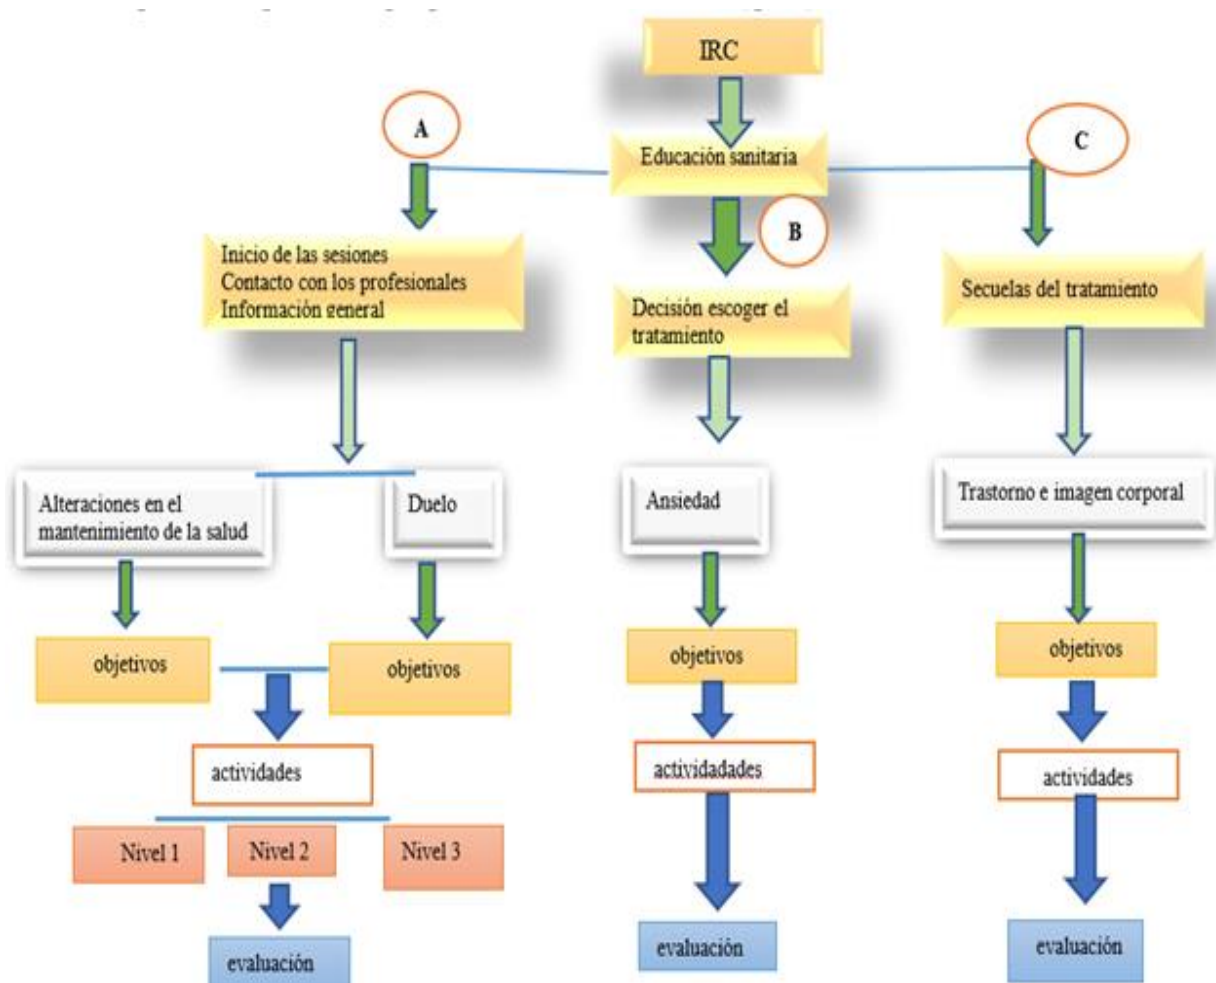 IRC
A
Educación sanitaria
C
B
Inicio de las sesiones
Contacto con los profesionales
Información general
Decisión escoger el
tratamiento
Secuelas del tratamiento
Alteraciones en el
mantenimiento de la salud
Duelo
Ansiedad
Trastorno e imagen corporal
objetivos
objetivos
objetivos
objetivos
actividades
actividadades
actividades
Nivel 1
Nivel 2
Nivel 3
evaluación
evaluación
evaluación